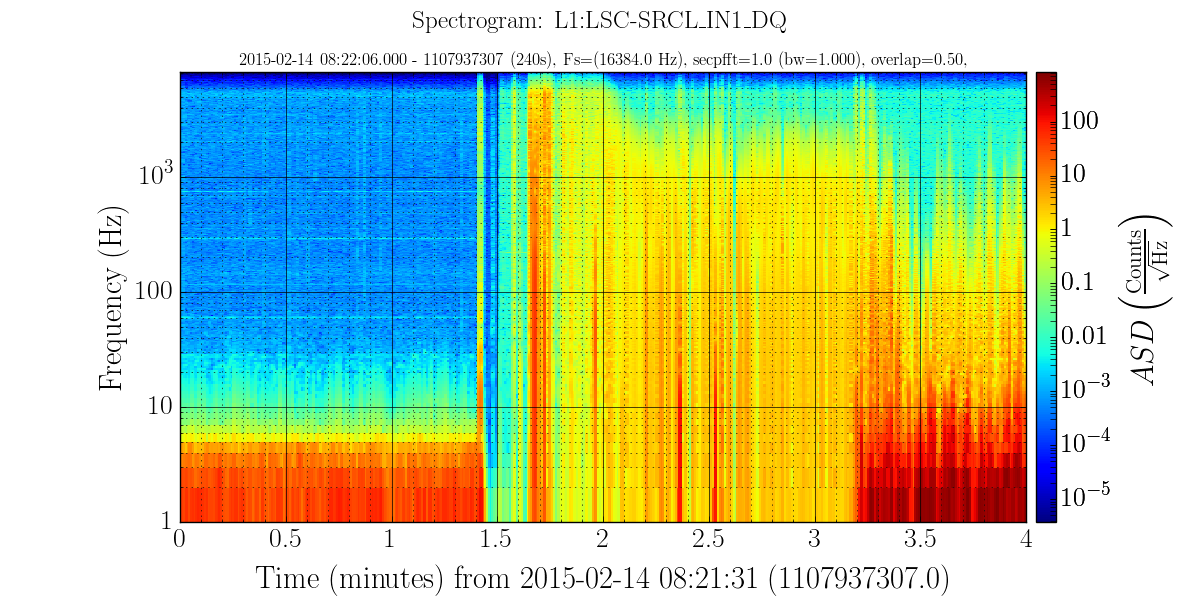 Spectrogram: L1:LSC-SRCL_IN1_DQ
2015-02-14 08:22:06.000 - 1107937307 (240s), Fs=(16384.0 Hz), secpfft=1.0 (bw=1.000), overlap=0.50,
Frequency (Hz)
10³
100
10
1
0 0.5 1 1.5 2 2.5 3 3.5 4
Time (minutes) from 2015-02-14 08:21:31 (1107937307.0)
100
10
1
0.1
0.01
10⁻³
10⁻⁴
10⁻⁵
ASD (Counts/√Hz)